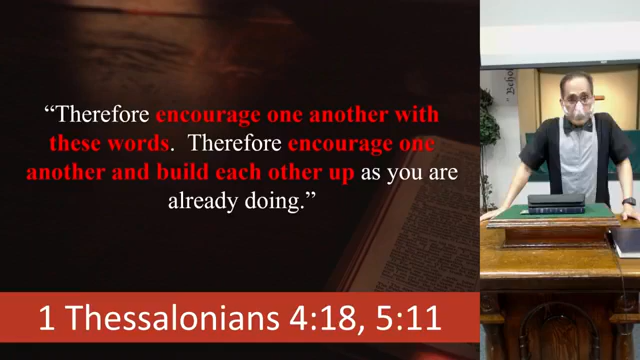 “Therefore encourage one another with
these words.  Therefore encourage one
another and build each other up as you are
already doing.”
1 Thessalonians 4:18, 5:11